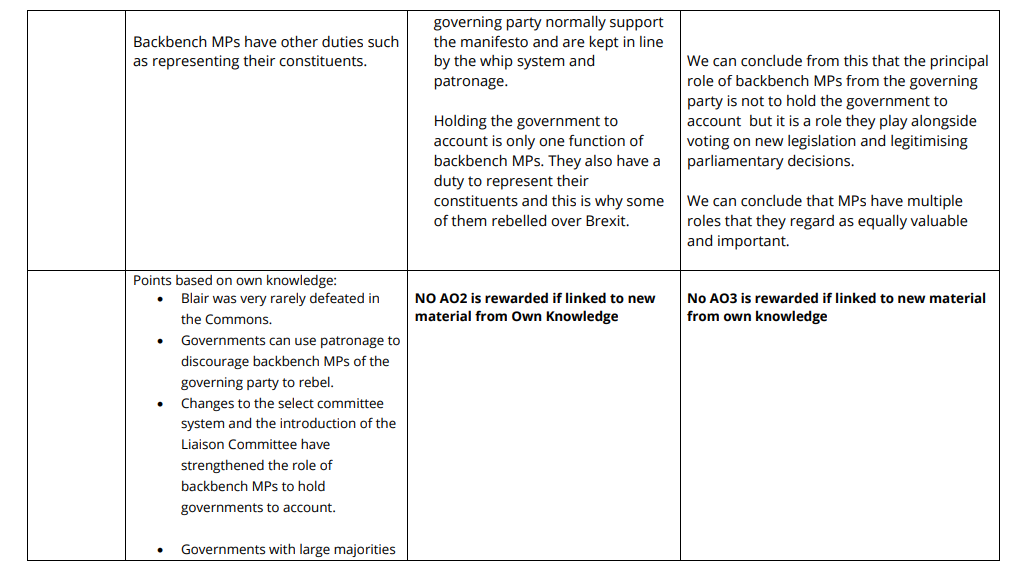 Backbench MPs have other duties such
as representing their constituents.
governing party normally support
the manifesto and are kept in line
by the whip system and
patronage.
Holding the government to
account is only one function of
backbench MPs. They also have a
duty to represent their
constituents and this is why some
of them rebelled over Brexit.
We can conclude from this that the principal
role of backbench MPs from the governing
party is not to hold the government to
account  but it is a role they play alongside
voting on new legislation and legitimising
parliamentary decisions.
We can conclude that MPs have multiple
roles that they regard as equally valuable
and important.
Points based on own knowledge:
• Blair was very rarely defeated in
the Commons.
• Governments can use patronage to
discourage backbench MPs of the
governing party to rebel.
• Changes to the select committee
system and the introduction of the
Liaison Committee have
strengthened the role of
backbench MPs to hold
governments to account.
• Governments with large majorities
NO AO2 is rewarded if linked to new
material from Own Knowledge
No AO3 is rewarded if linked to new material
from own knowledge